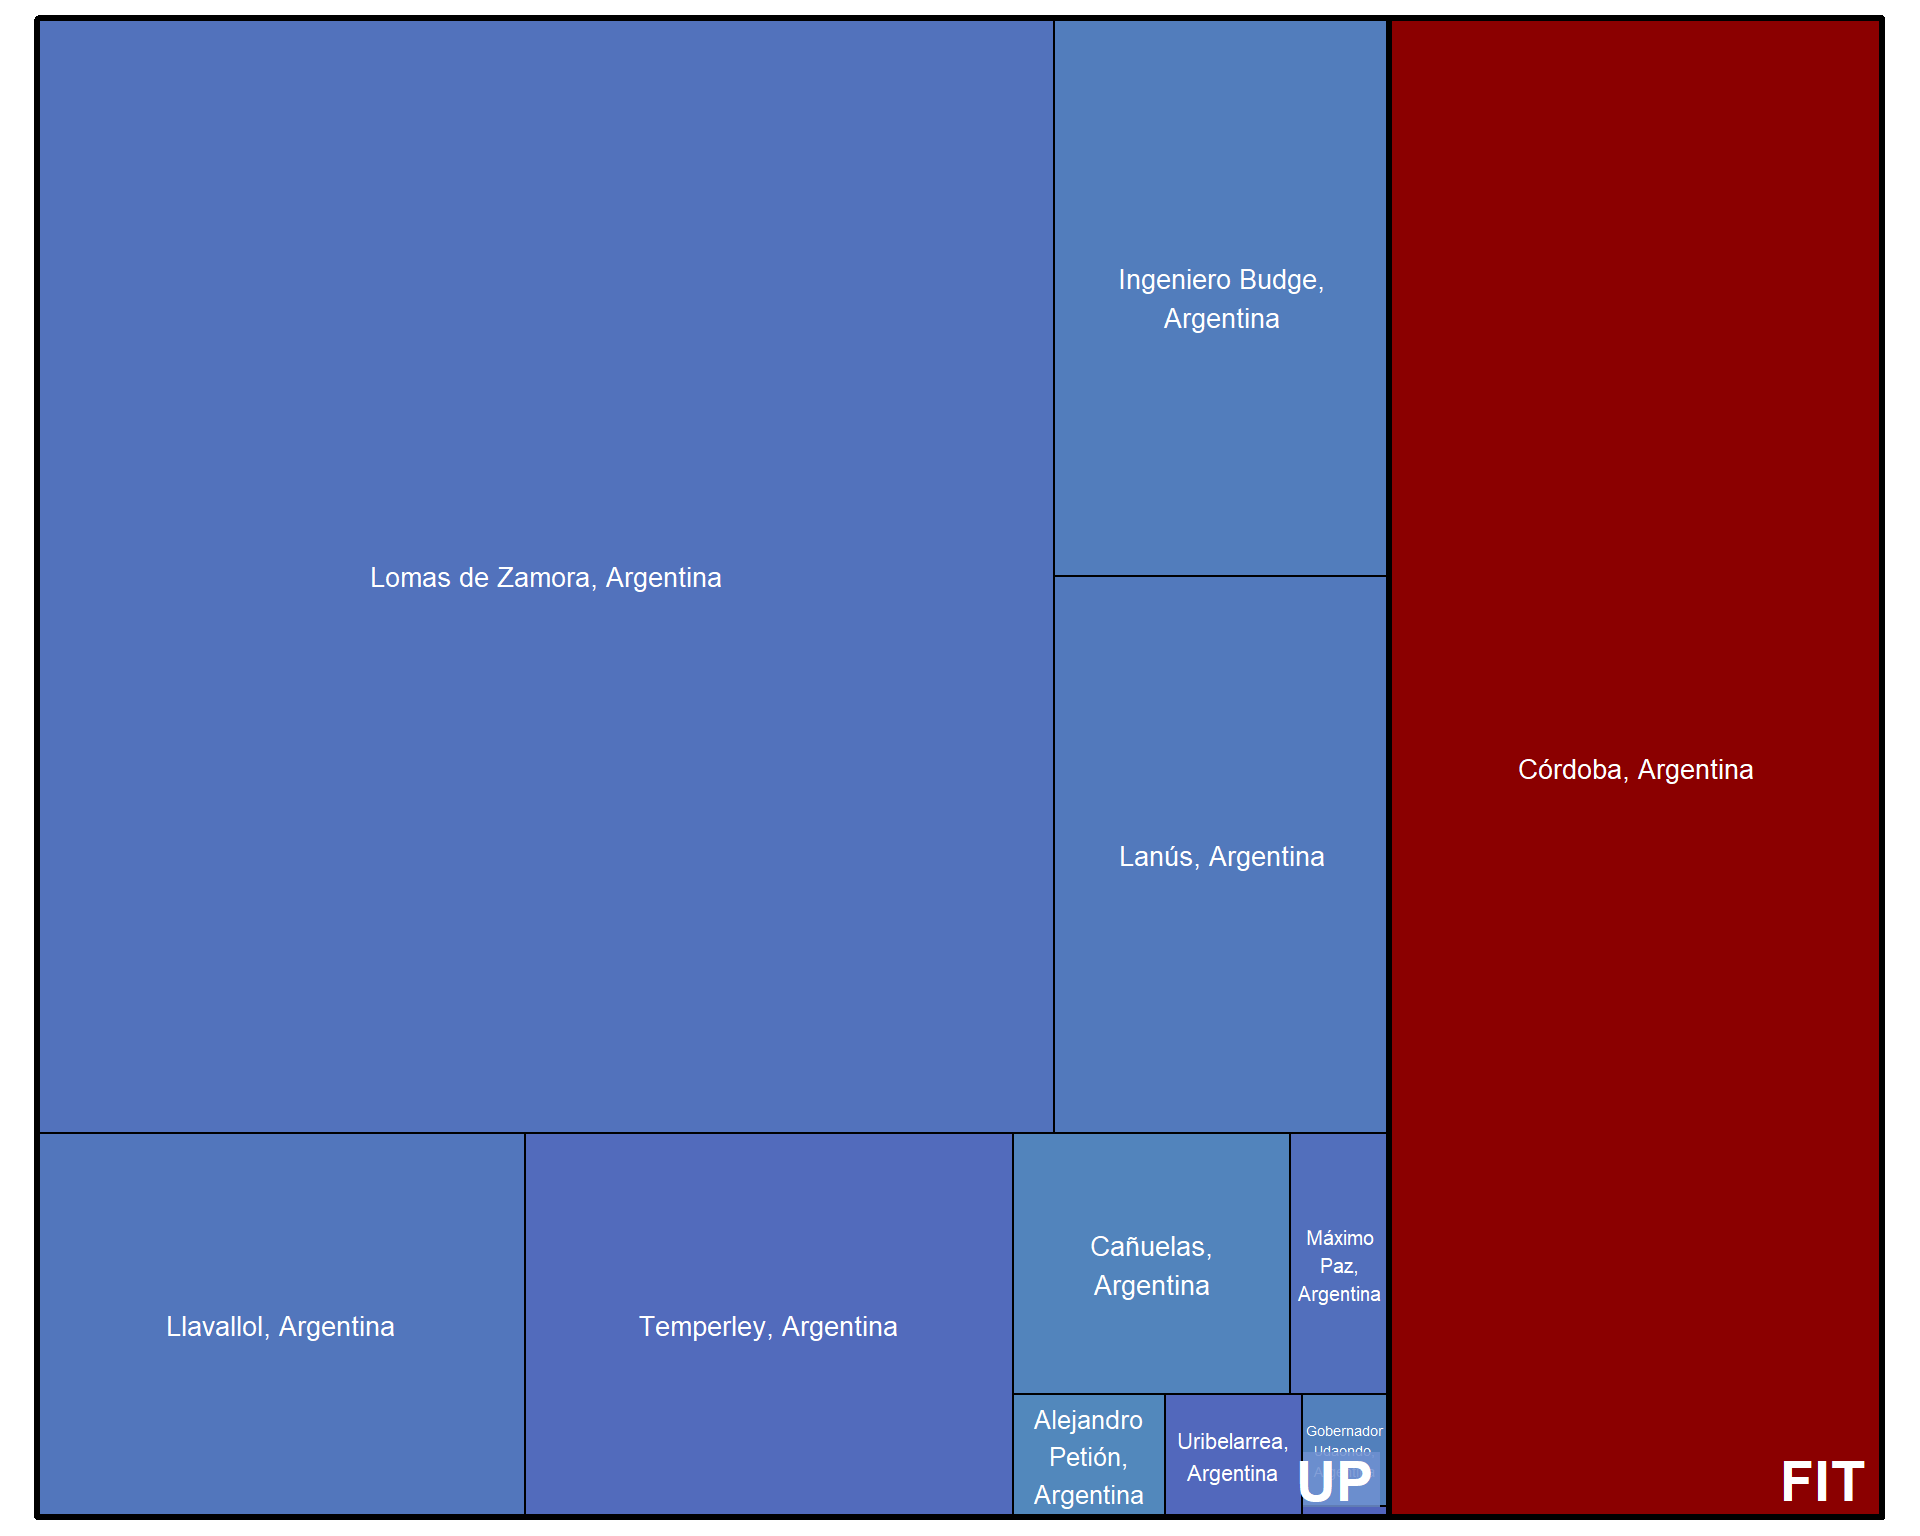 Lomas de Zamora, Argentina
Ingeniero Budge,
Argentina
Lanús, Argentina
Córdoba, Argentina
Llavallol, Argentina
Temperley, Argentina
Cañuelas,
Argentina
Máximo
Paz,
Argentina
Alejandro
Petión,
Argentina
Uribelarrea,
Argentina
Gobernador
Udaondo,
UP
FIT